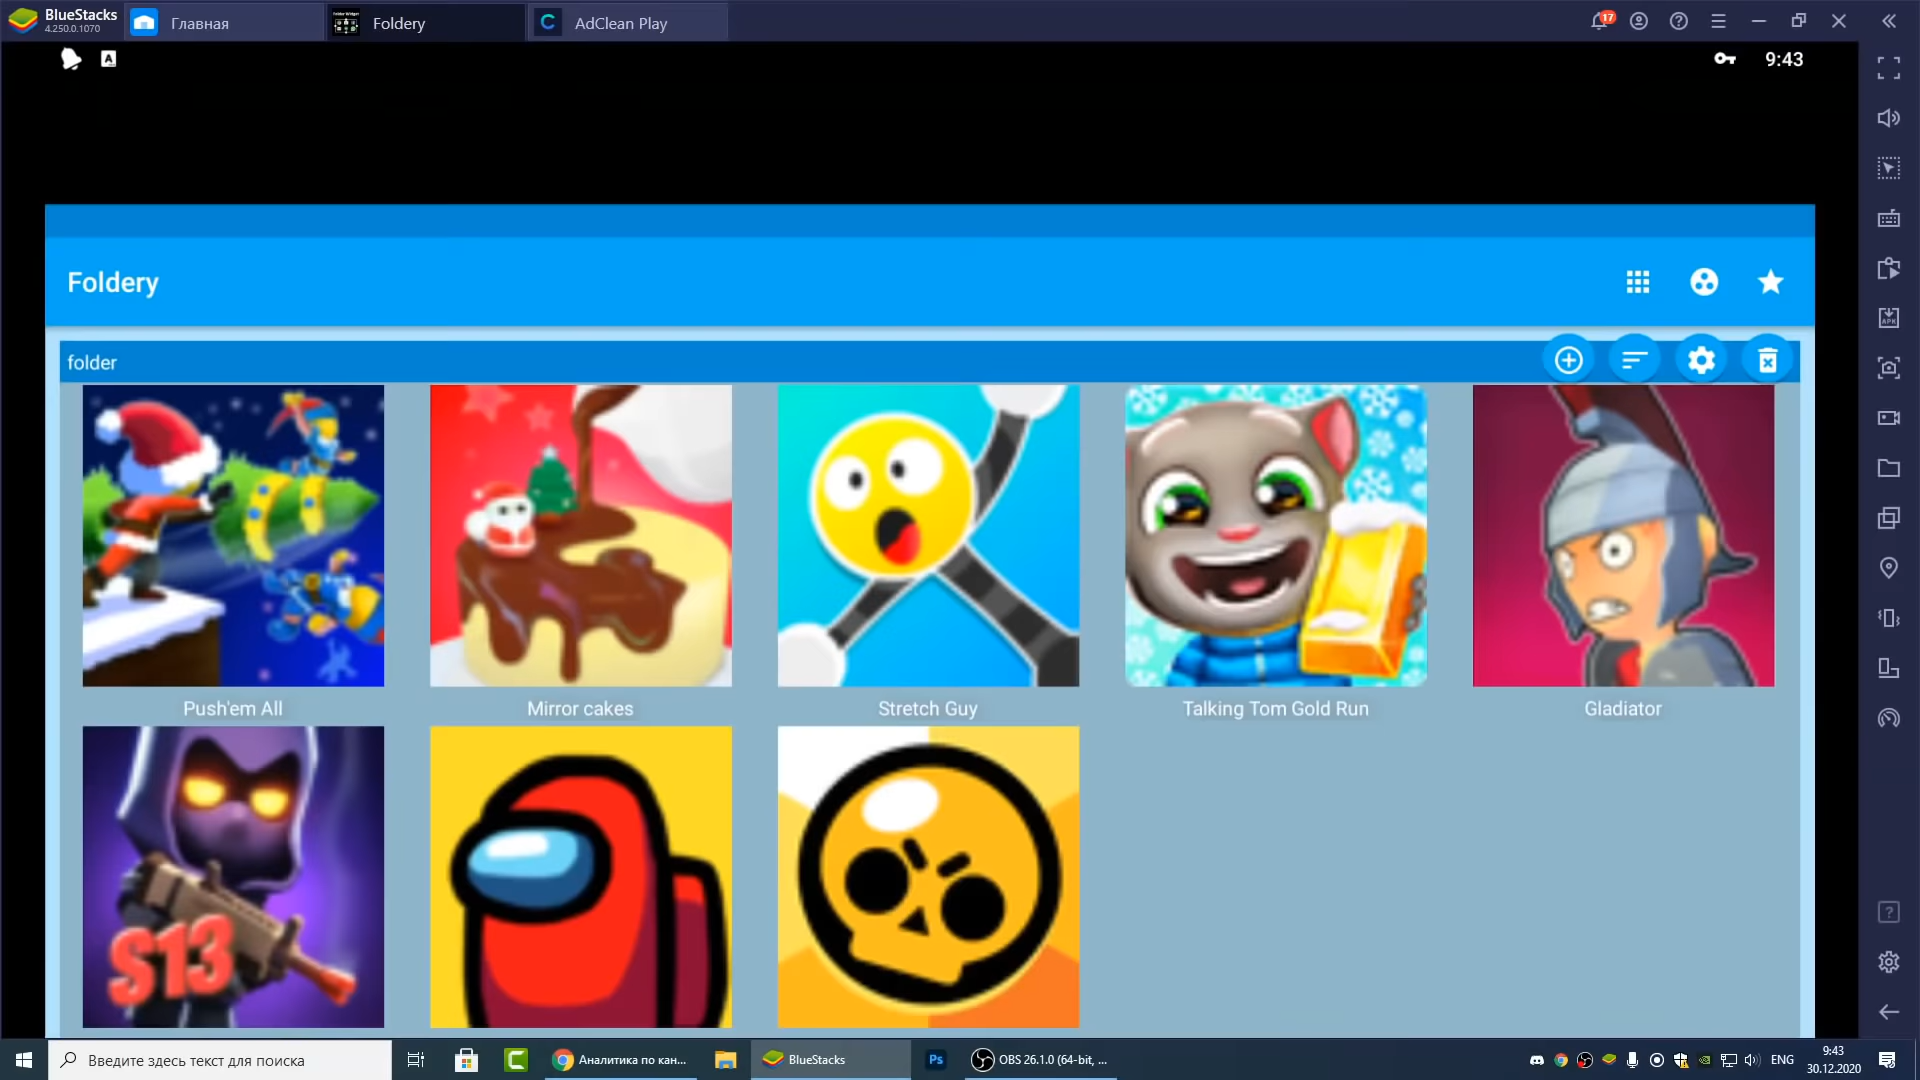 BlueStacks
4.250.0.1070
Главная
Foldery
AdClean Play
17
A
9:43
Foldery
folder
Push'em All
Mirror cakes
Stretch Guy
Talking Tom Gold Run
Gladiator
S13
APK
Введите здесь текст для поиска
Аналитика по кан...
BlueStacks
Ps
OBS 26.1.0 (64-bit, ...
ENG
9:43
30.12.2020